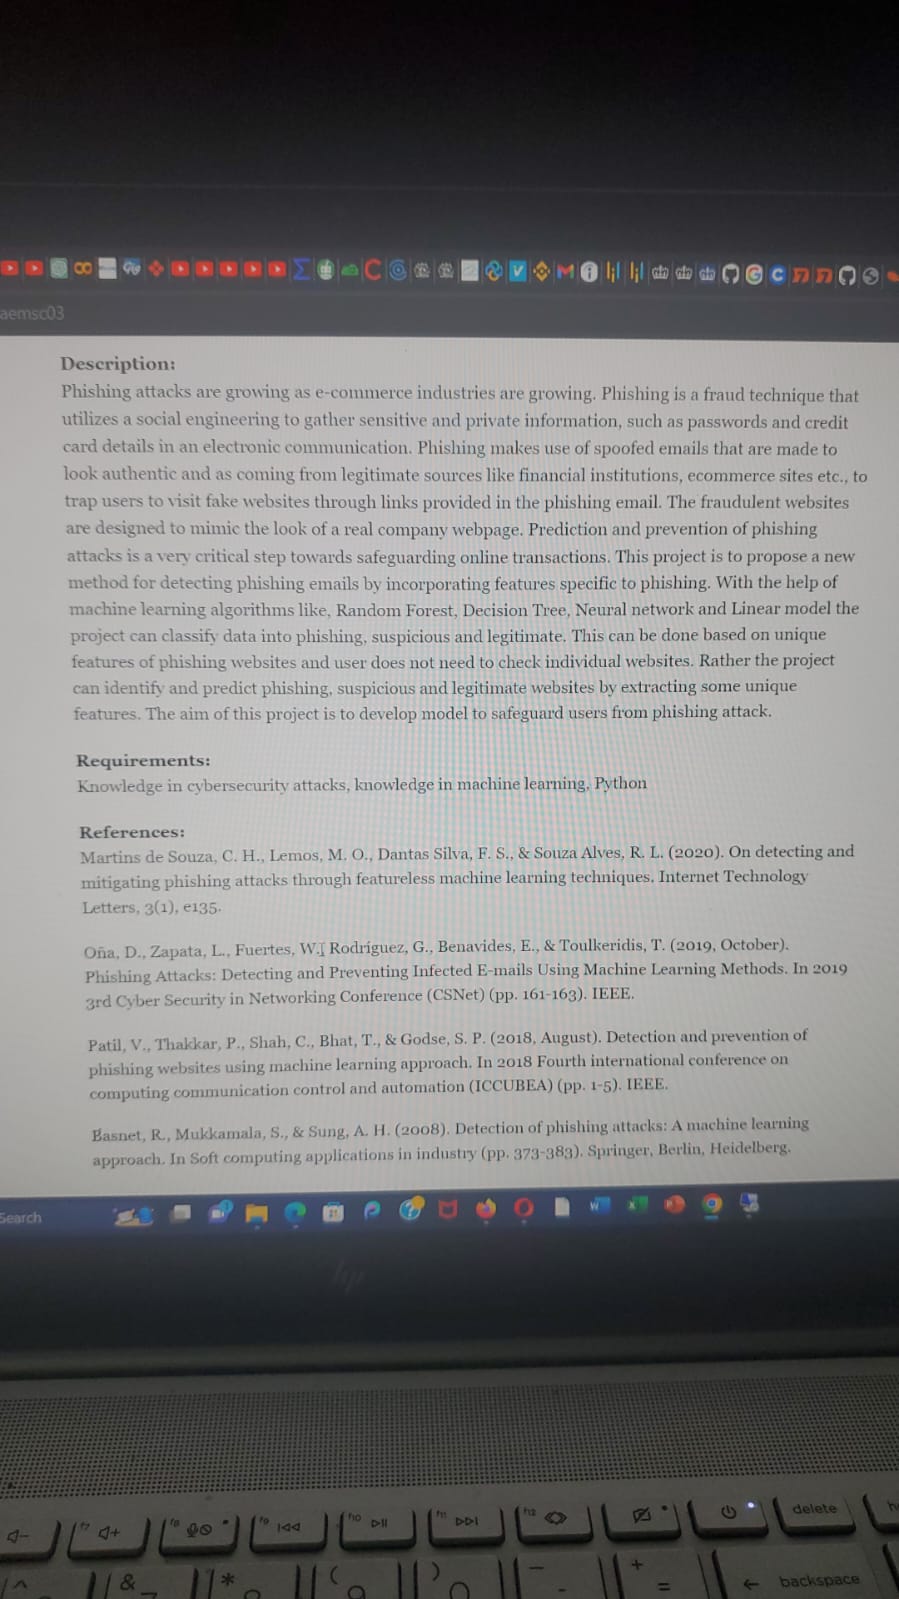 aemsc03
Description:
Phishing attacks are growing as e-commerce industries are growing. Phishing is a fraud technique that
utilizes a social engineering to gather sensitive and private information, such as passwords and credit
card details in an electronic communication. Phishing makes use of spoofed emails that are made to
look authentic and as coming from legitimate sources like financial institutions, ecommerce sites etc., to
trap users to visit fake websites through links provided in the phishing email. The fraudulent websites
are designed to mimic the look of a real company webpage. Prediction and prevention of phishing
attacks is a very critical step towards safeguarding online transactions. This project is to propose a new
method for detecting phishing emails by incorporating features specific to phishing. With the help of
machine learning algorithms like, Random Forest, Decision Tree, Neural network and Linear model the
project can classify data into phishing, suspicious and legitimate. This can be done based on unique
features of phishing websites and user does not need to check individual websites. Rather the project
can identify and predict phishing, suspicious and legitimate websites by extracting some unique
features. The aim of this project is to develop model to safeguard users from phishing attack.
Requirements:
Knowledge in cybersecurity attacks, knowledge in machine learning, Python
References:
Martins de Souza, C. H., Lemos, M. O., Dantas Silva, F. S., & Souza Alves, R. L. (2020). On detecting and
mitigating phishing attacks through featureless machine learning techniques. Internet Technology
Letters, 3(1), e135.
Oña, D., Zapata, L., Fuertes, W., Rodríguez, G., Benavides, E., & Toulkeridis, T. (2019, October).
Phishing Attacks: Detecting and Preventing Infected E-mails Using Machine Learning Methods. In 2019
3rd Cyber Security in Networking Conference (CSNet) (pp. 161-163). IEEE.
Patil, V., Thakkar, P., Shah, C., Bhat, T., & Godse, S. P. (2018, August). Detection and prevention of
phishing websites using machine learning approach. In 2018 Fourth international conference on
computing communication control and automation (ICCUBEA) (pp. 1-5). IEEE.
Basnet, R., Mukkamala, S., & Sung, A. H. (2008). Detection of phishing attacks: A machine learning
approach. In Soft computing applications in industry (pp. 373-383). Springer, Berlin, Heidelberg.
Search
hp
f7 f8 f9 f10 f11 f12 delete
^ & * ( ) _ - + = backspace